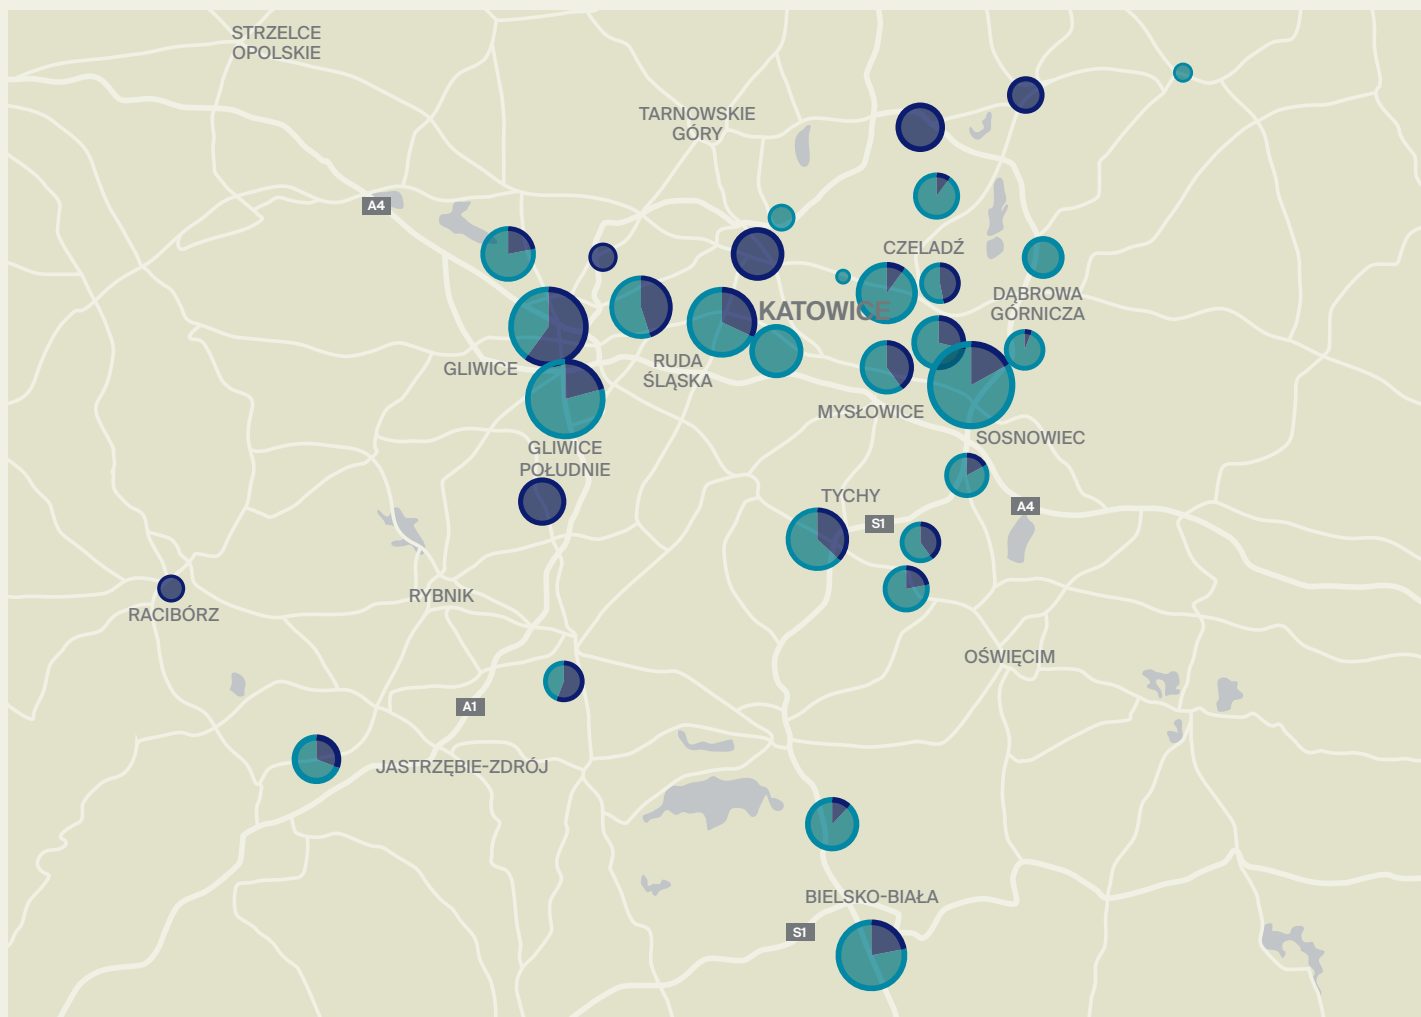 STRZELCE
OPOLSKIE
TARNOWSKIE
GÓRY
A4
CZELADŹ
DĄBROWA
GÓRNICZA
KATOWICE
GLIWICE
RUDA
ŚLĄSKA
MYSŁOWICE
SOSNOWIEC
GLIWICE
POŁUDNIE
TYCHY
S1
A4
RYBNIK
RACIBÓRZ
OŚWIĘCIM
A1
JASTRZĘBIE-ZDRÓJ
BIELSKO-BIAŁA
S1